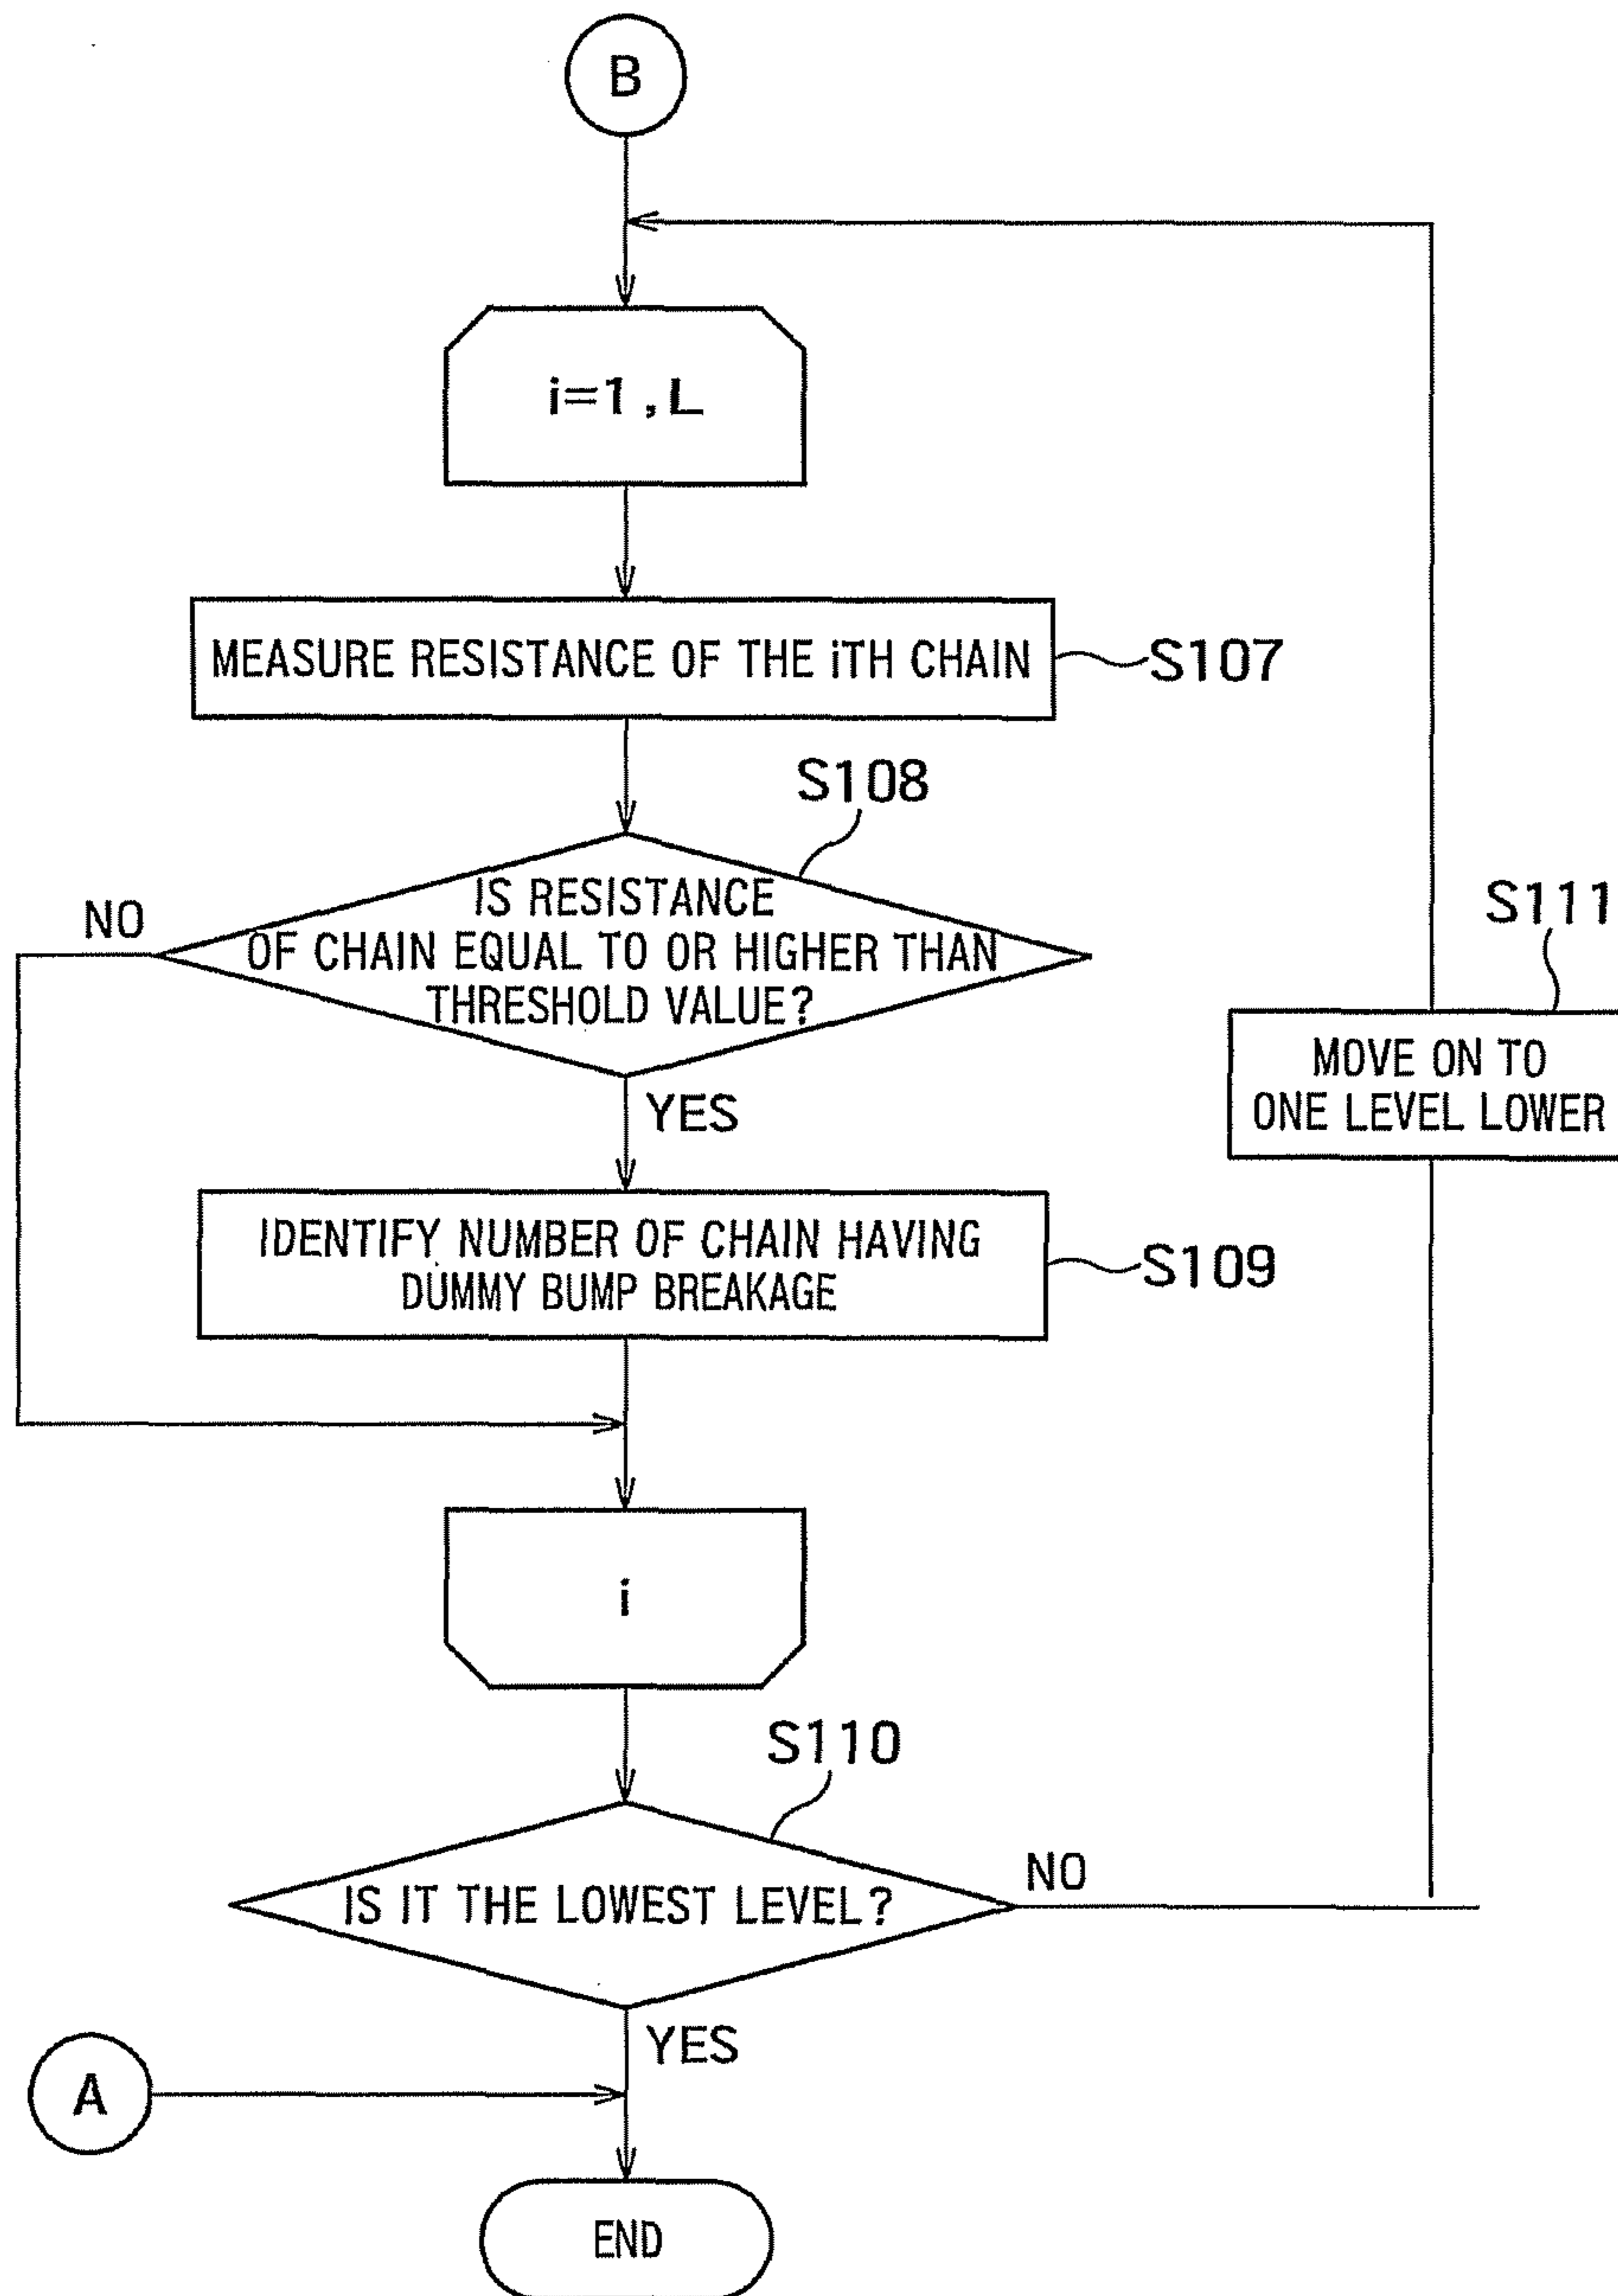 B
i=1,L
MEASURE RESISTANCE OF THE iTH CHAIN
S107
S108
IS RESISTANCE
OF CHAIN EQUAL TO OR HIGHER THAN
THRESHOLD VALUE?
NO
YES
S111
MOVE ON TO
ONE LEVEL LOWER
IDENTIFY NUMBER OF CHAIN HAVING
DUMMY BUMP BREAKAGE
S109
i
S110
IS IT THE LOWEST LEVEL?
NO
YES
A
END